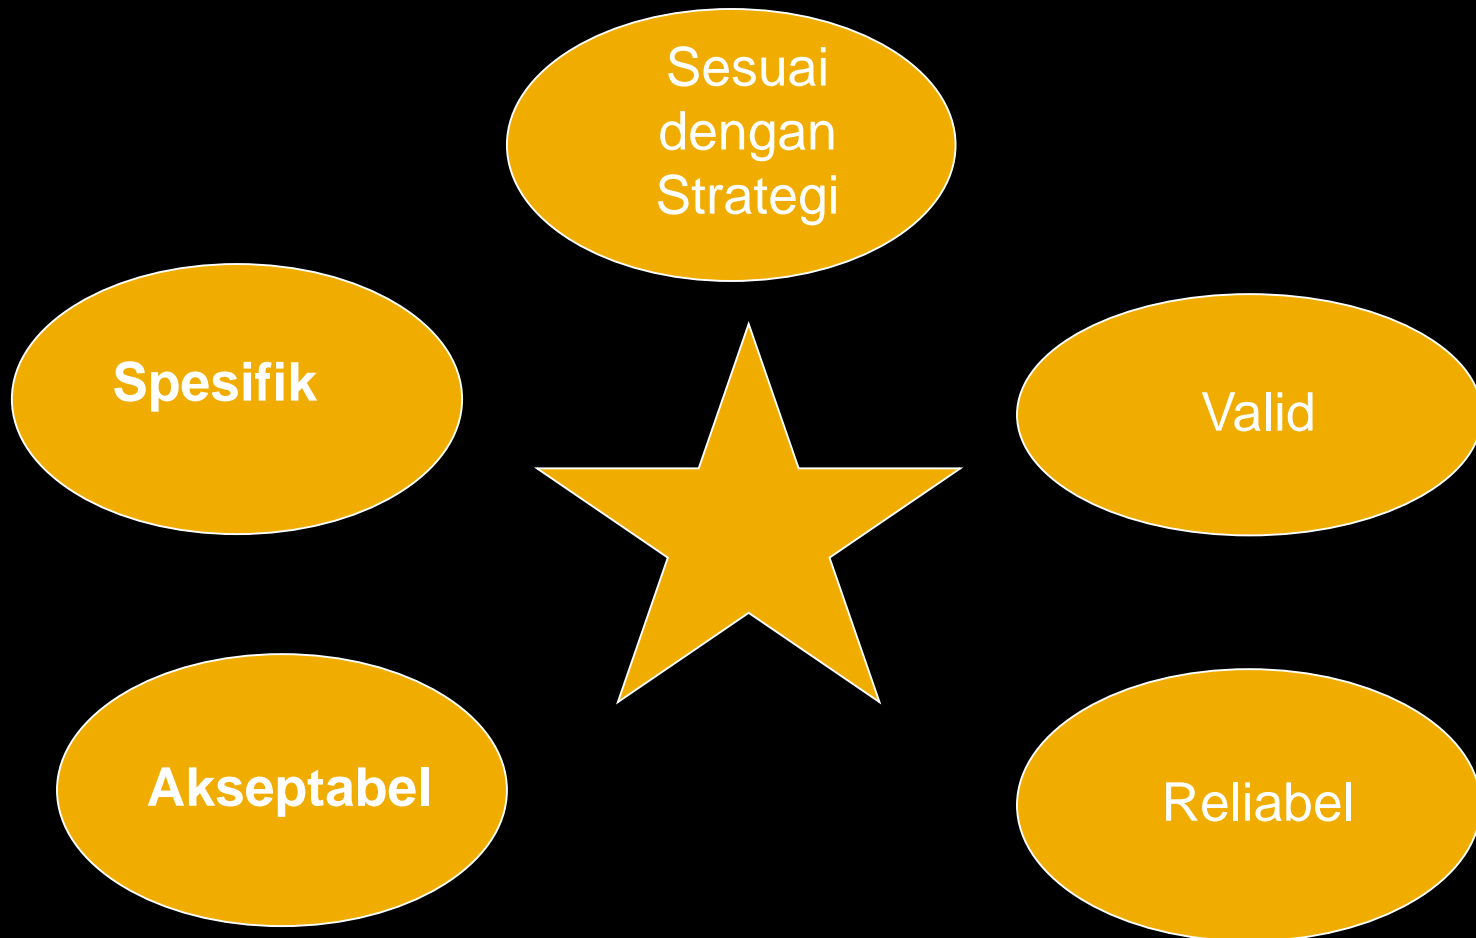 Sesuai
dengan
Strategi
Spesifik
Valid
Akseptabel
Reliabel